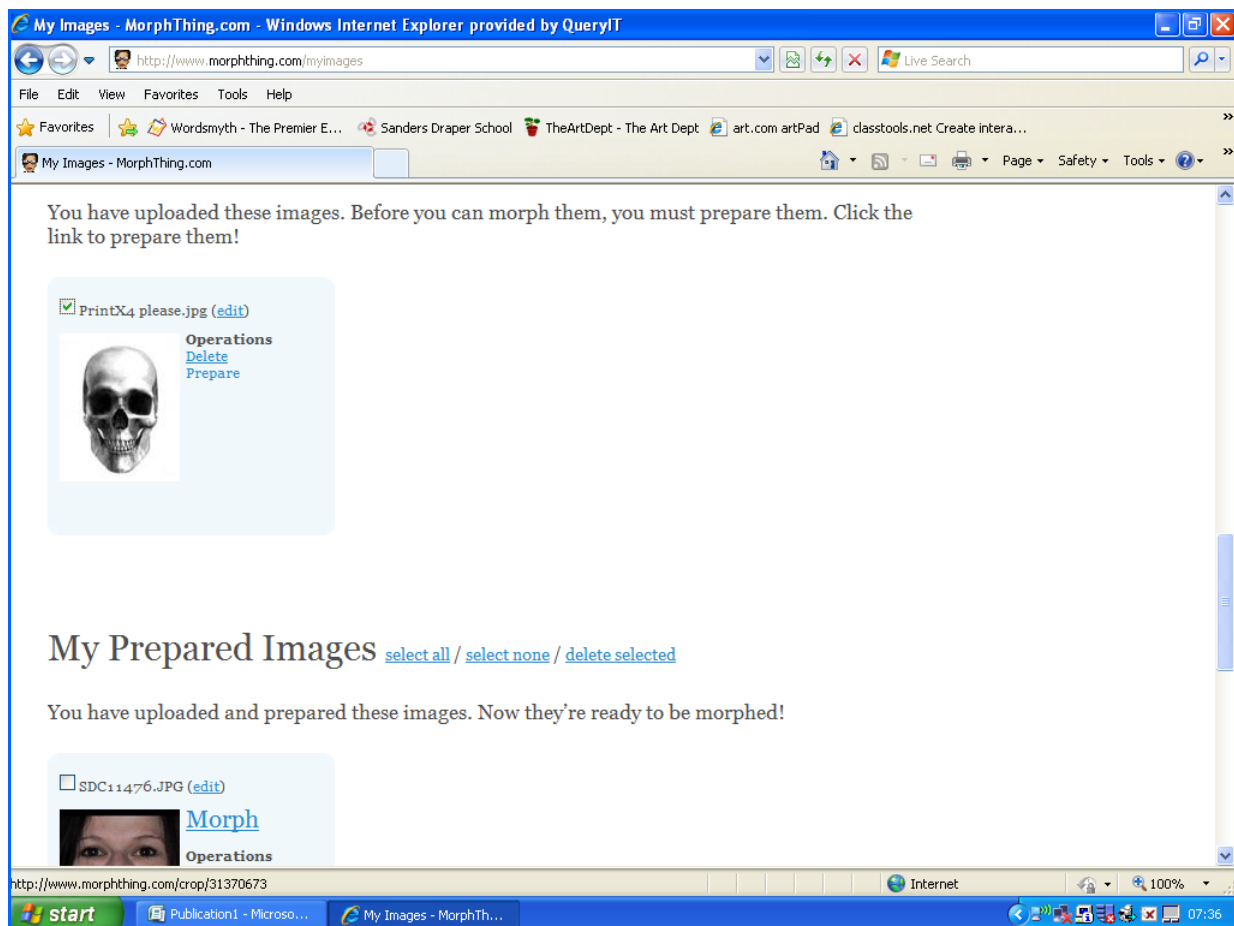 My Images - MorphThing.com - Windows Internet Explorer provided by QueryIT
http://www.morphthing.com/myimages
Live Search
File Edit View Favorites Tools Help
Favorites Wordsmyth - The Premier E... Sanders Draper School TheArtDept - The Art Dept art.com artPad classtools.net Create intera... »
My Images - MorphThing.com Page Safety Tools »
You have uploaded these images. Before you can morph them, you must prepare them. Click the
link to prepare them!
PrintX4 please.jpg (edit)
Operations
Delete
Prepare
My Prepared Images select all / select none / delete selected
You have uploaded and prepared these images. Now they're ready to be morphed!
SDC11476.JPG (edit)
Morph
Operations
http://www.morphthing.com/crop/31370673 Internet 100%
start Publication1 - Microso... My Images - MorphTh... 07:36